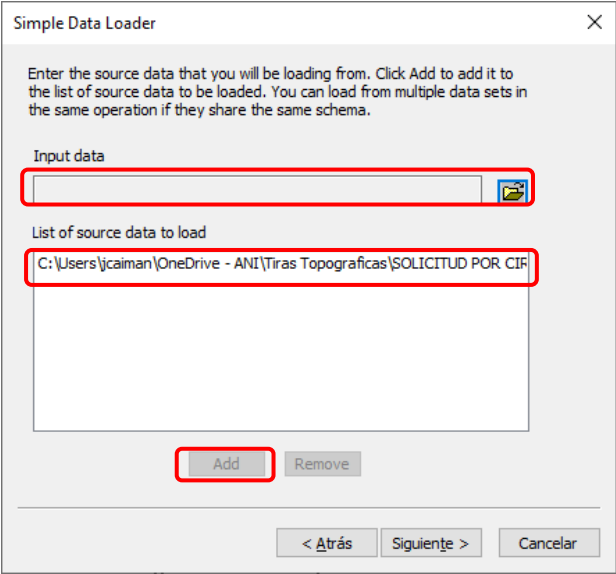 Simple Data Loader
Enter the source data that you will be loading from. Click Add to add it to
the list of source data to be loaded. You can load from multiple data sets in
the same operation if they share the same schema.
Input data
List of source data to load
C:\Users\jcaiman\OneDrive - ANI\Tiras Topograficas\SOLICITUD POR CIR
Add Remove
< Atrás Siguiente > Cancelar